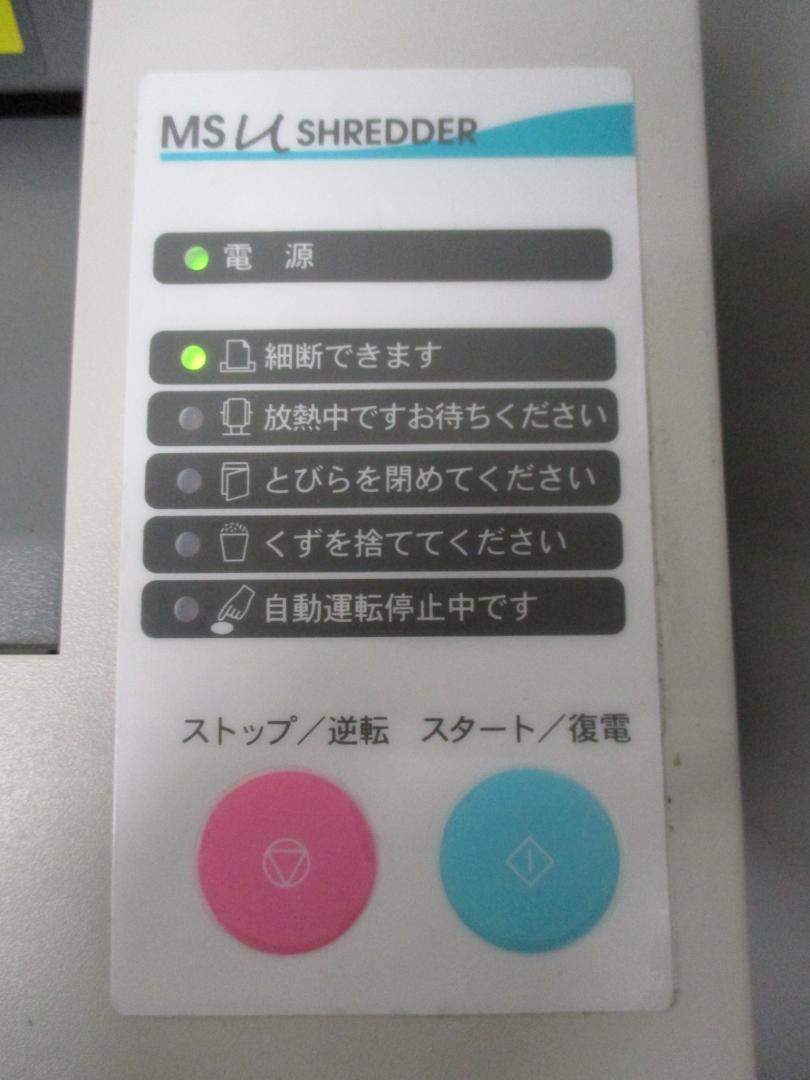 MS μ SHREDDER
電 源
細断できます
放熱中ですお待ちください
とびらを閉めてください
くずを捨ててください
自動運転停止中です
ストップ／逆転 スタート／復電